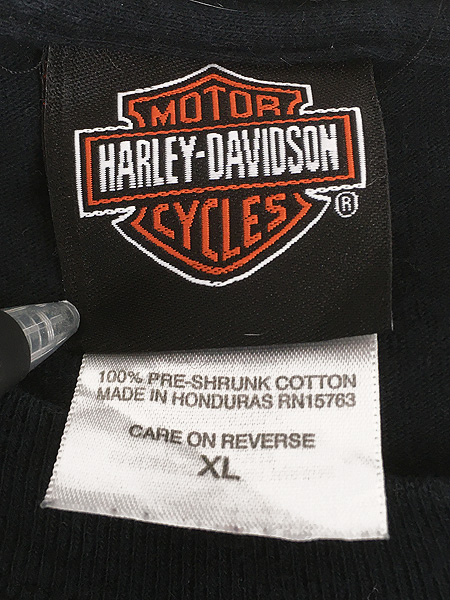 MOTOR
HARLEY-DAVIDSON
CYCLES ®
100% PRE-SHRUNK COTTON
MADE IN HONDURAS RN15763
CARE ON REVERSE
XL